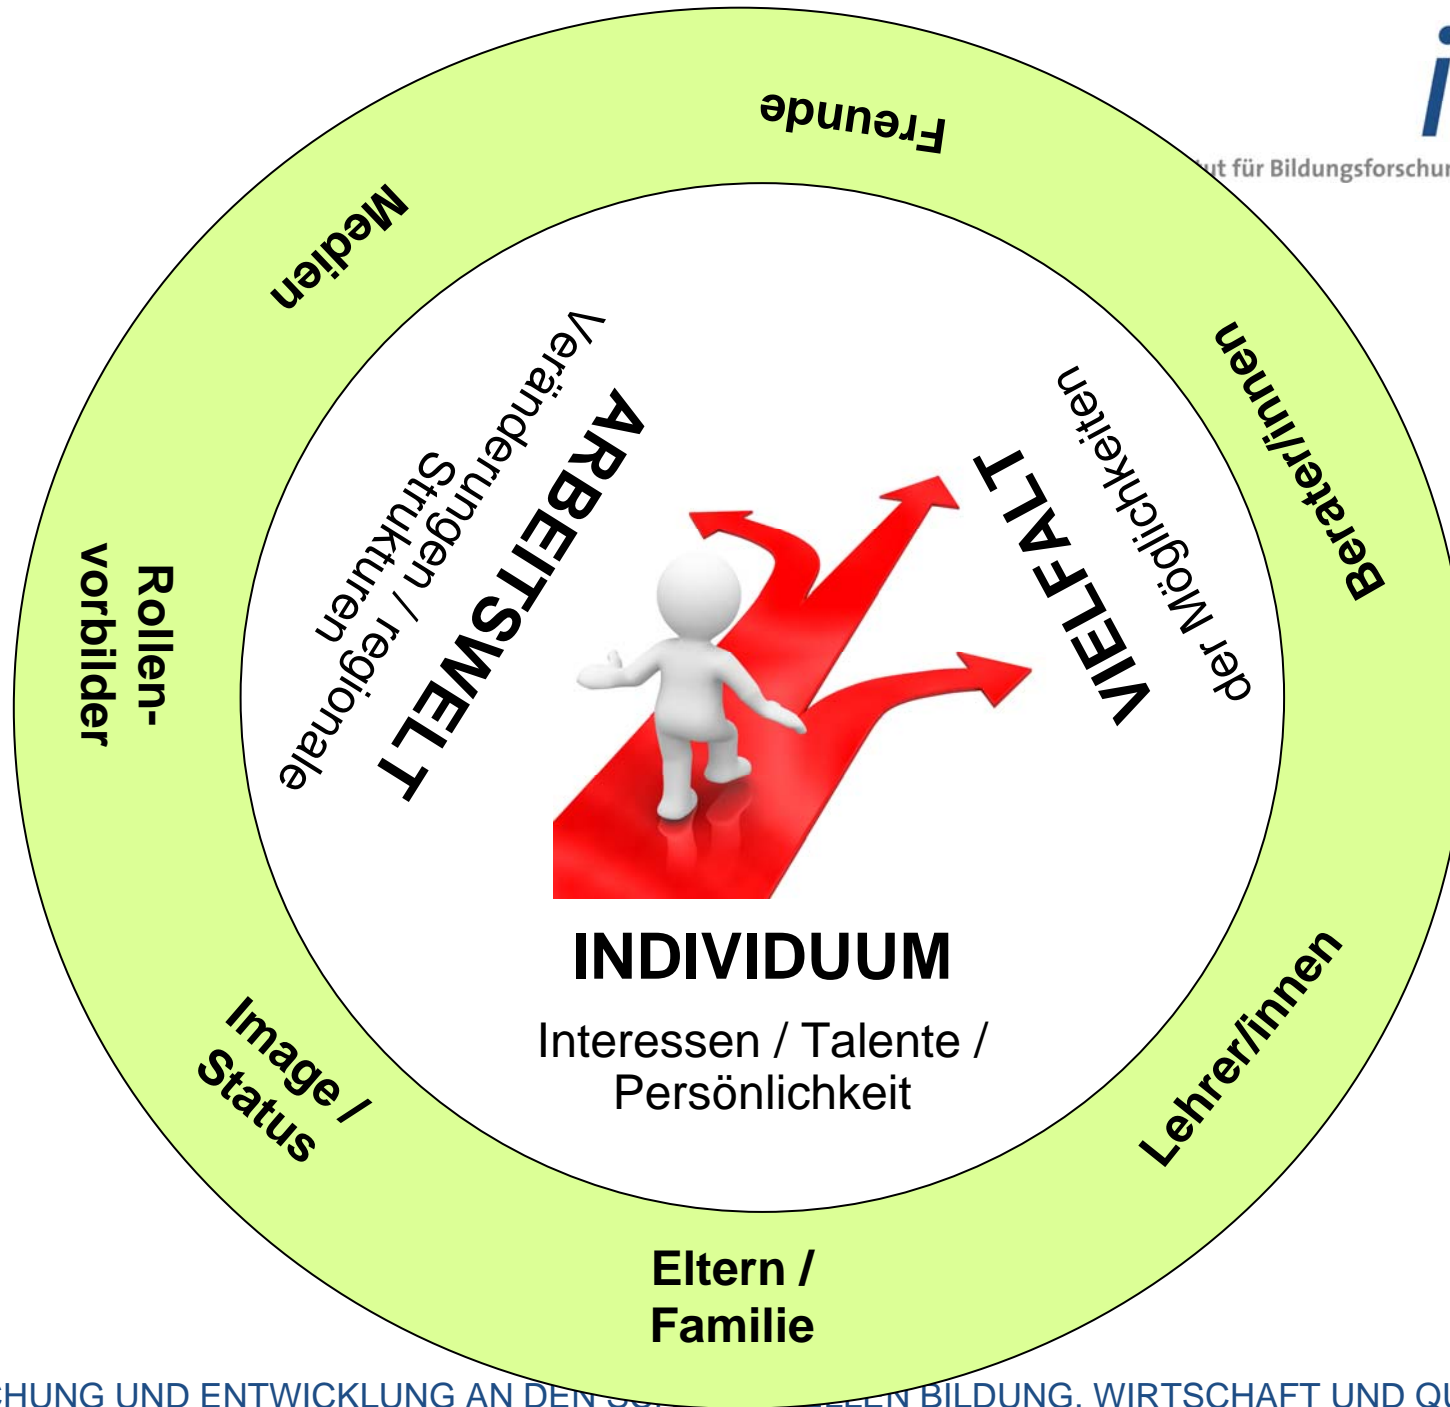 Freunde
ut für Bildungsforschun
Medien
Berater/innen
Veränderungen / regionale
Strukturen
ARBEITSWELT
VIELFALT
der Möglichkeiten
Rollen-
vorbilder
INDIVIDUUM
Interessen / Talente /
Persönlichkeit
Image /
Status
Lehrer/innen
Eltern /
Familie
CHUNG UND ENTWICKLUNG AN DEN BILDUNG, WIRTSCHAFT UND QU